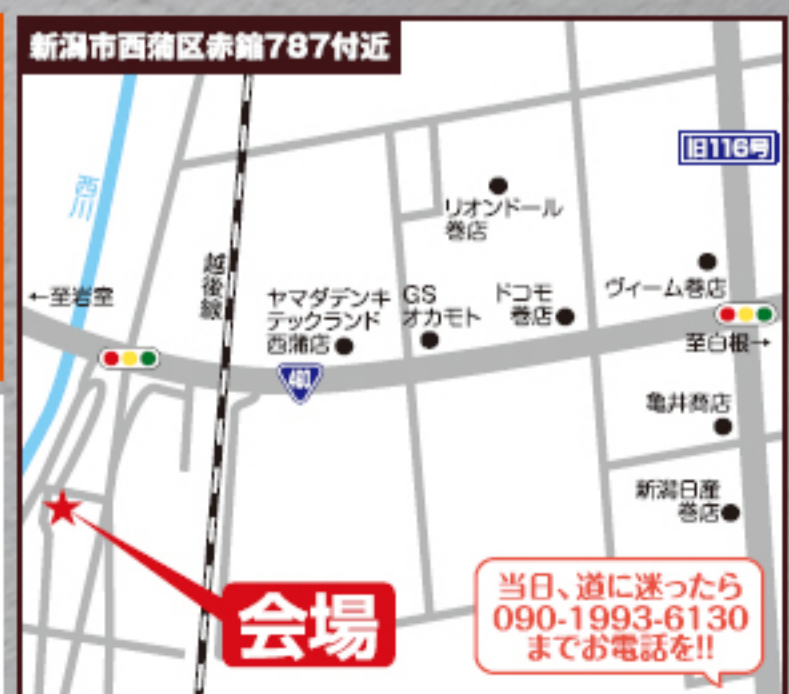 新潟市西蒲区赤鏥787付近
西川
旧116号
リオンドール
巻店
越後線
←至岩室
ヤマダデンキ
テックランド
西蒲店
GS
オカモト
ドコモ
巻店
ヴィーム巻店
至白根→
460
亀井商店
新潟日産
巻店
会場
当日、道に迷ったら
090-1993-6130
までお電話を!!